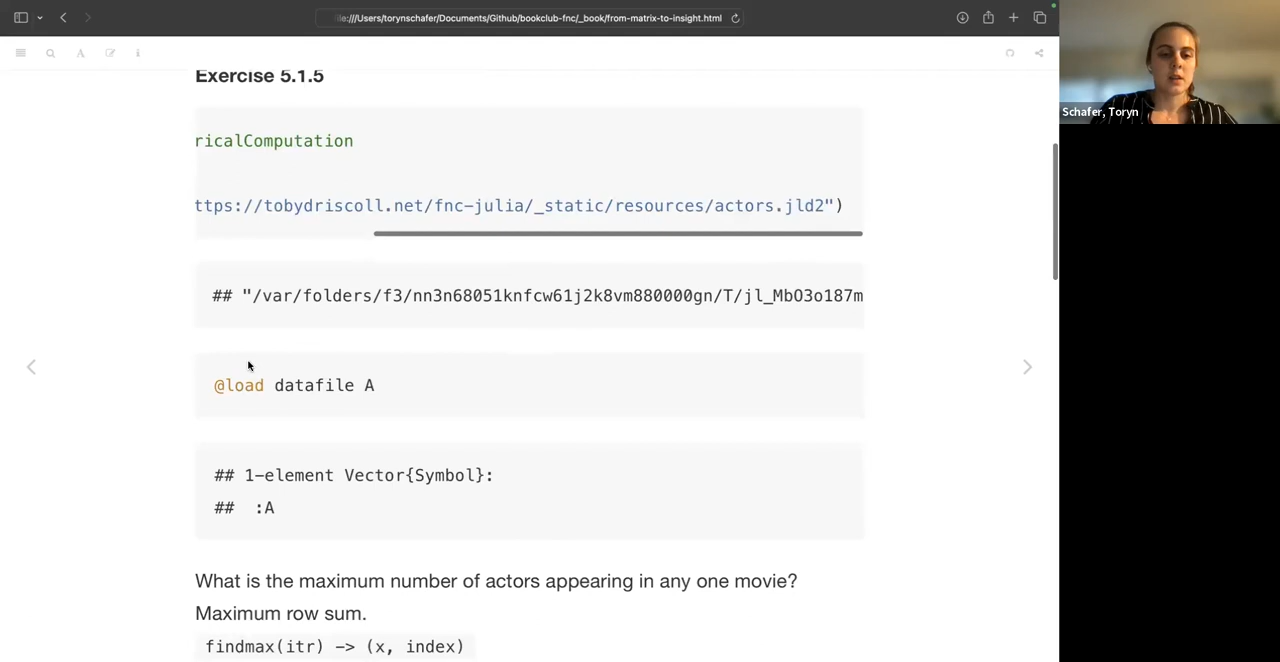 ile:///Users/torynschafer/Documents/Github/bookclub-fnc/_book/from-matrix-to-insight.html
Schafer, Toryn
Exercise 5.1.5
ricalComputation
ttps://tobydriscoll.net/fnc-julia/_static/resources/actors.jld2")
## "/var/folders/f3/nn3n68051knfcw61j2k8vm880000gn/T/jl_MbO3o187m
@load datafile A
## 1-element Vector{Symbol}:
## :A
What is the maximum number of actors appearing in any one movie?
Maximum row sum.
findmax(itr) -> (x, index)